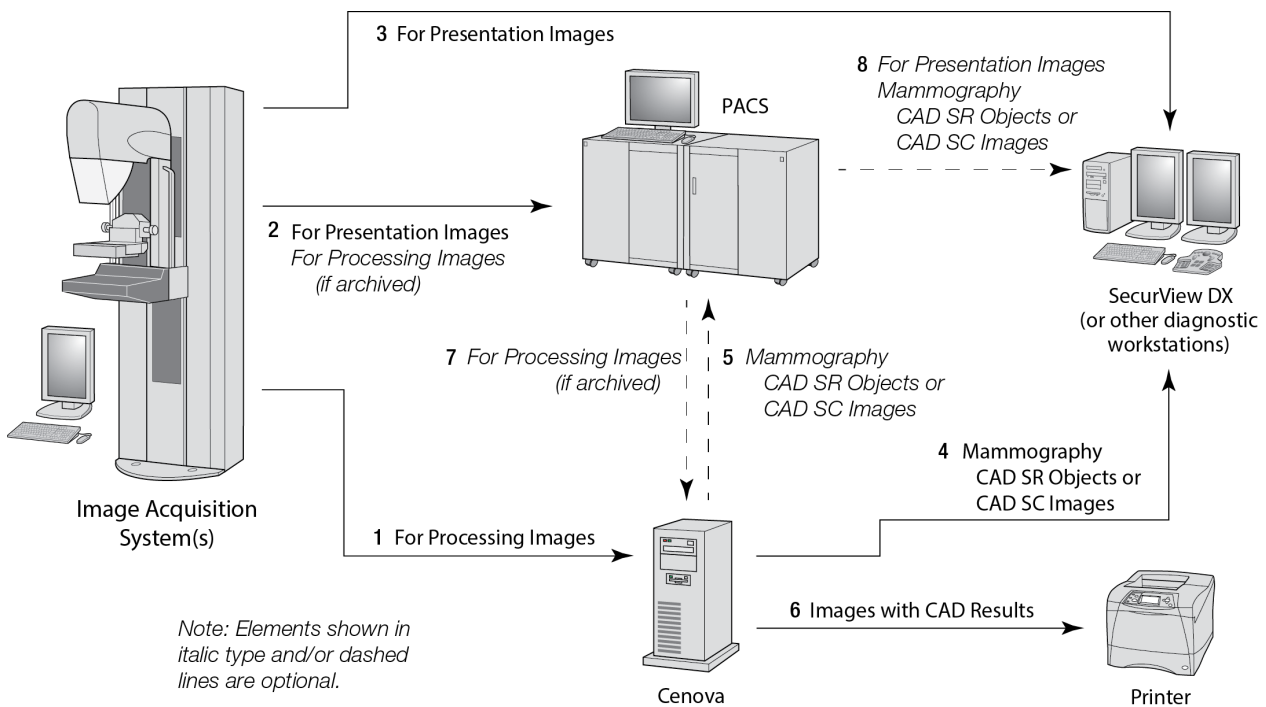 3 For Presentation Images
8 For Presentation Images
Mammography
CAD SR Objects or
CAD SC Images
PACS
2 For Presentation Images
For Processing Images
(if archived)
SecurView DX
(or other diagnostic
workstations)
7 For Processing Images
(if archived)
5 Mammography
CAD SR Objects or
CAD SC Images
4 Mammography
CAD SR Objects or
CAD SC Images
Image Acquisition
System(s)
1 For Processing Images
6 Images with CAD Results
Note: Elements shown in
italic type and/or dashed
lines are optional.
Cenova
Printer